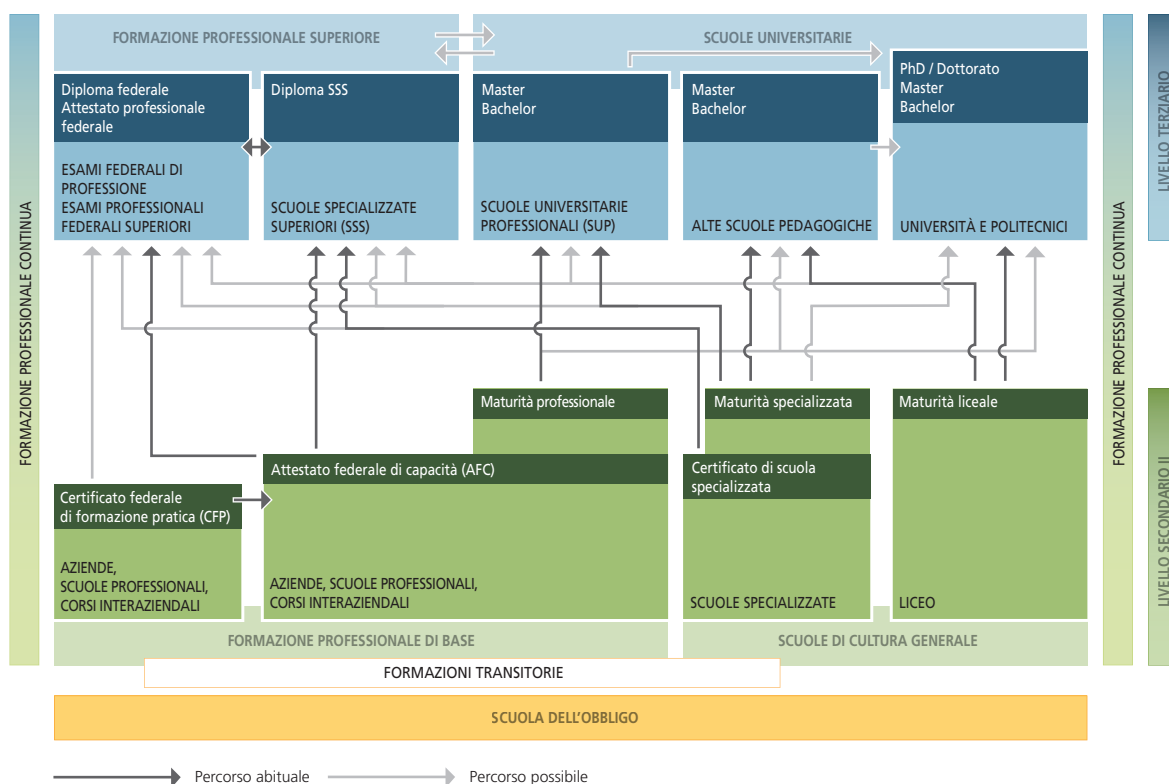 FORMAZIONE PROFESSIONALE CONTINUA
FORMAZIONE PROFESSIONALE SUPERIORE
SCUOLE UNIVERSITARIE
FORMAZIONE PROFESSIONALE CONTINUA
LIVELLO TERZIARIO
Diploma federale
Attestato professionale
federale
ESAMI FEDERALI DI
PROFESSIONE
ESAMI PROFESSIONALI
FEDERALI SUPERIORI
Diploma SSS
SCUOLE SPECIALIZZATE
SUPERIORI (SSS)
Master
Bachelor
SCUOLE UNIVERSITARIE
PROFESSIONALI (SUP)
Master
Bachelor
ALTE SCUOLE PEDAGOGICHE
PhD / Dottorato
Master
Bachelor
UNIVERSITÀ E POLITECNICI
LIVELLO SECONDARIO II
Maturità professionale
Maturità specializzata
Maturità liceale
Attestato federale di capacità (AFC)
Certificato di scuola
specializzata
Certificato federale
di formazione pratica (CFP)
AZIENDE,
SCUOLE PROFESSIONALI,
CORSI INTERAZIENDALI
AZIENDE, SCUOLE PROFESSIONALI,
CORSI INTERAZIENDALI
SCUOLE SPECIALIZZATE
LICEO
FORMAZIONE PROFESSIONALE DI BASE
SCUOLE DI CULTURA GENERALE
FORMAZIONI TRANSITORIE
SCUOLA DELL'OBBLIGO
Percorso abituale
Percorso possibile